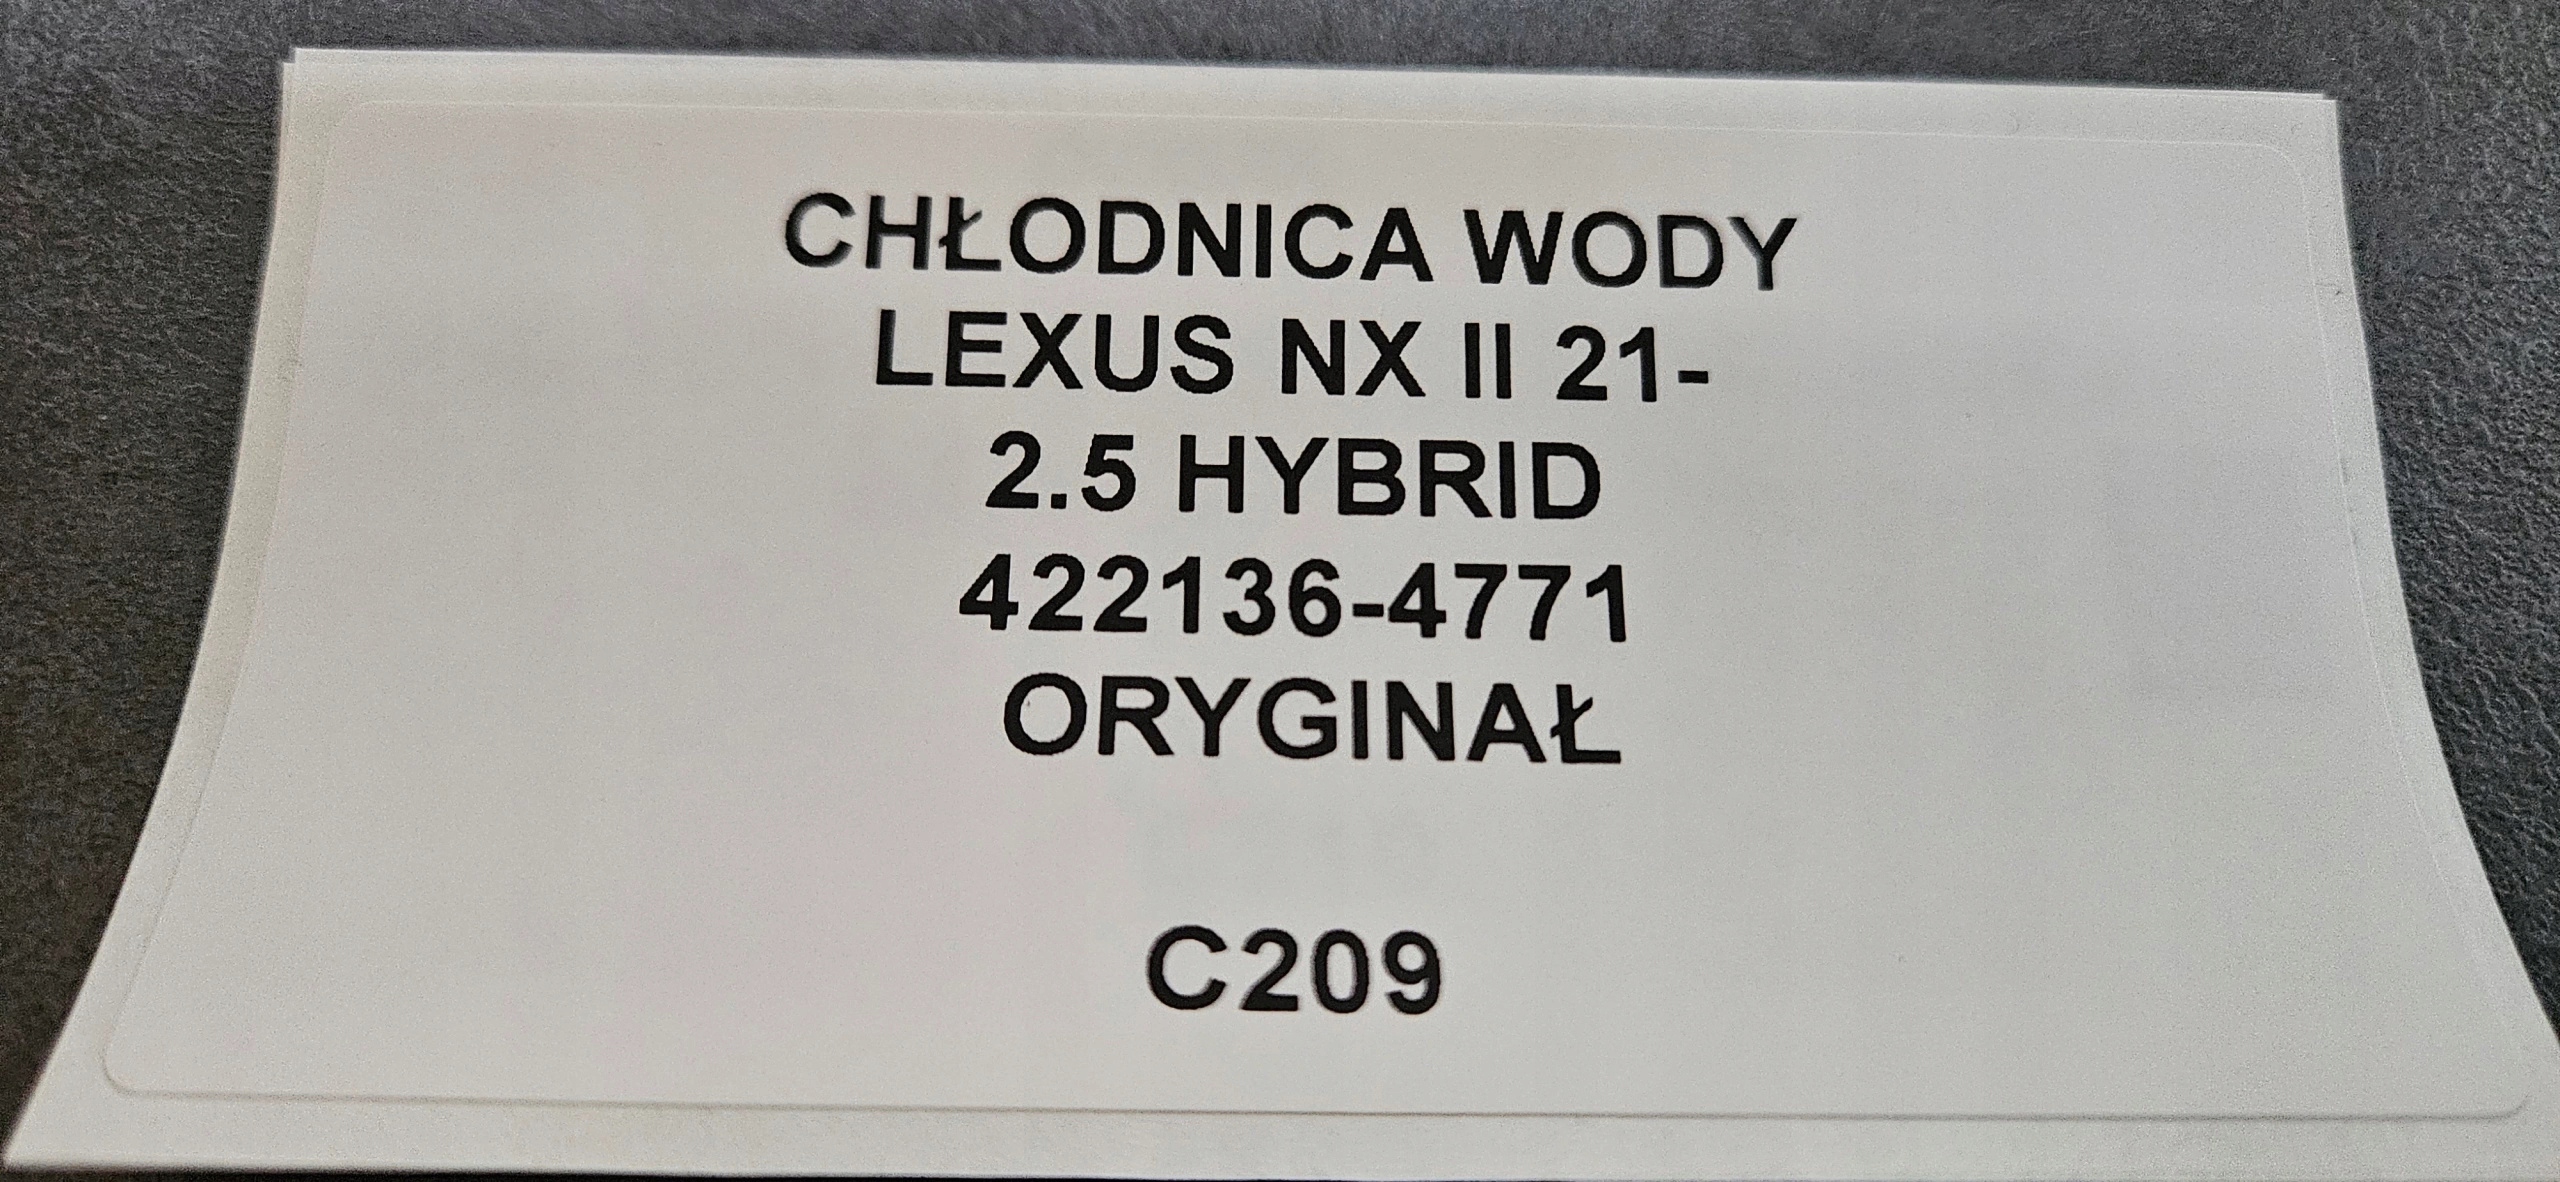 CHŁODNICA WODY
LEXUS NX II 21-
2.5 HYBRID
422136-4771
ORYGINAŁ
C209